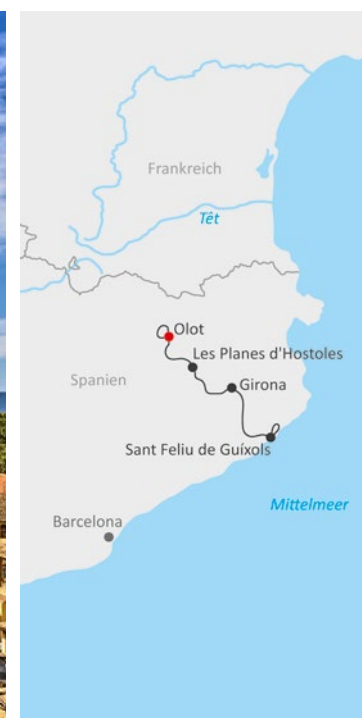 Frankreich
Têt
Olot
Les Planes d'Hostoles
Spanien
Girona
Sant Feliu de Guíxols
Mittelmeer
Barcelona